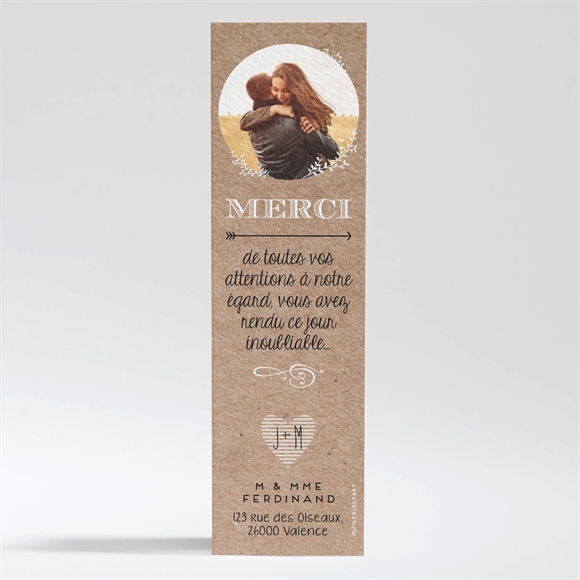 MERCI
de toutes vos
attentions à notre
égard, vous avez
rendu ce jour
inoubliable...
J + M
M & MME
FERDINAND
123 Rue des Oiseaux,
26000 Valence
MONFAIREPART